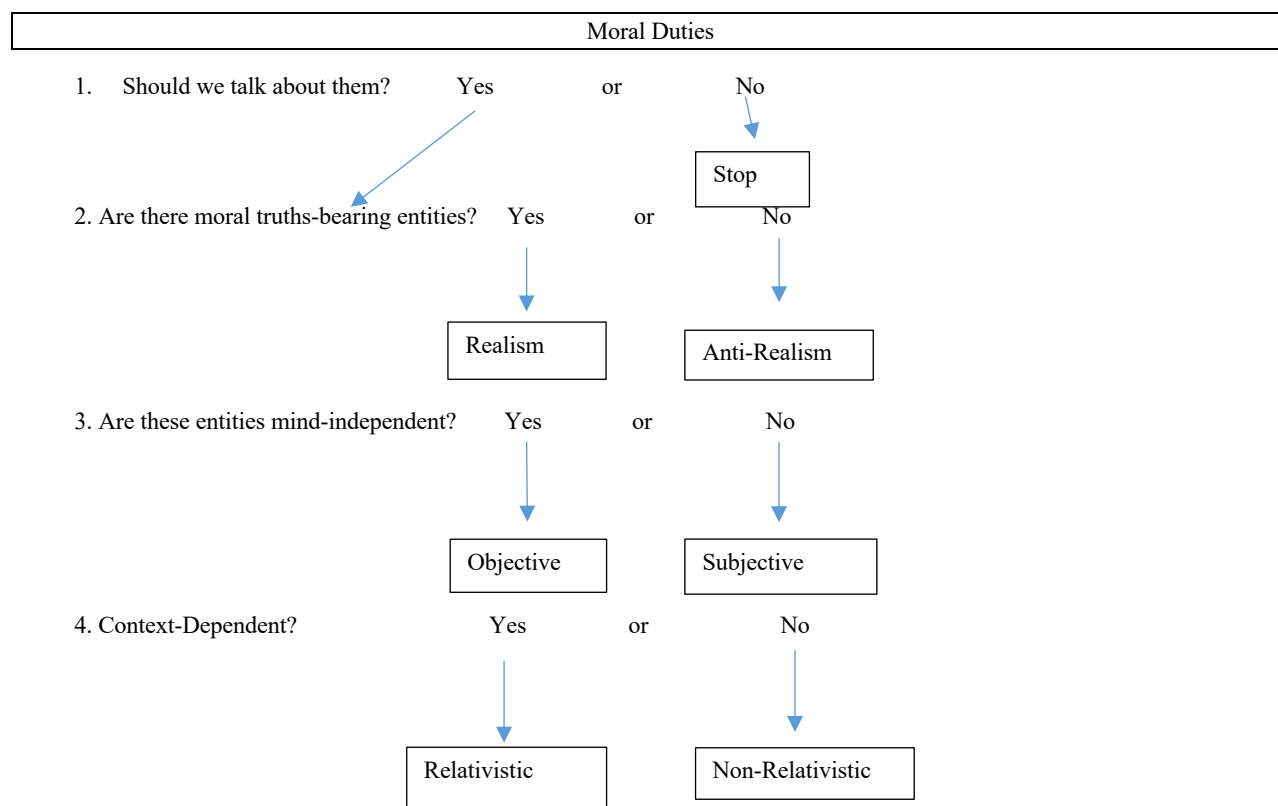 Moral Duties
1. Should we talk about them? Yes or No
Stop
2. Are there moral truths-bearing entities? Yes or No
Realism Anti-Realism
3. Are these entities mind-independent? Yes or No
Objective Subjective
4. Context-Dependent? Yes or No
Relativistic Non-Relativistic